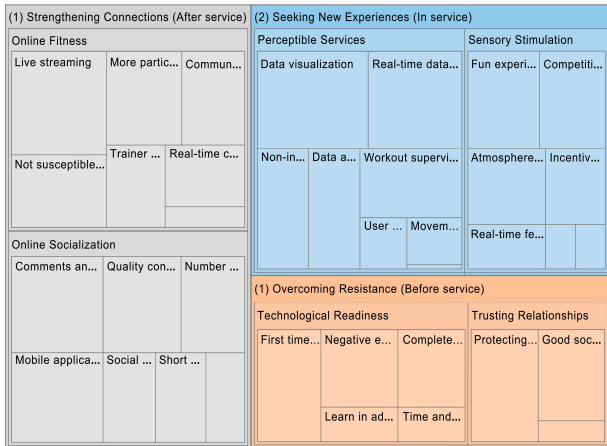 (1) Strengthening Connections (After service)
Online Fitness
Live streaming
More partic...
Commun...
Not susceptible...
Trainer ...
Real-time c...
Online Socialization
Comments an...
Quality con...
Number ...
Mobile applica...
Social ...
Short ...
(2) Seeking New Experiences (In service)
Perceptible Services
Data visualization
Real-time data...
Non-in...
Data a...
Workout supervi...
User ...
Movem...
Sensory Stimulation
Fun experi...
Competiti...
Atmosphere...
Incentiv...
Real-time fe...
(1) Overcoming Resistance (Before service)
Technological Readiness
First time...
Negative e...
Complete...
Learn in ad...
Time and...
Trusting Relationships
Protecting...
Good soc...